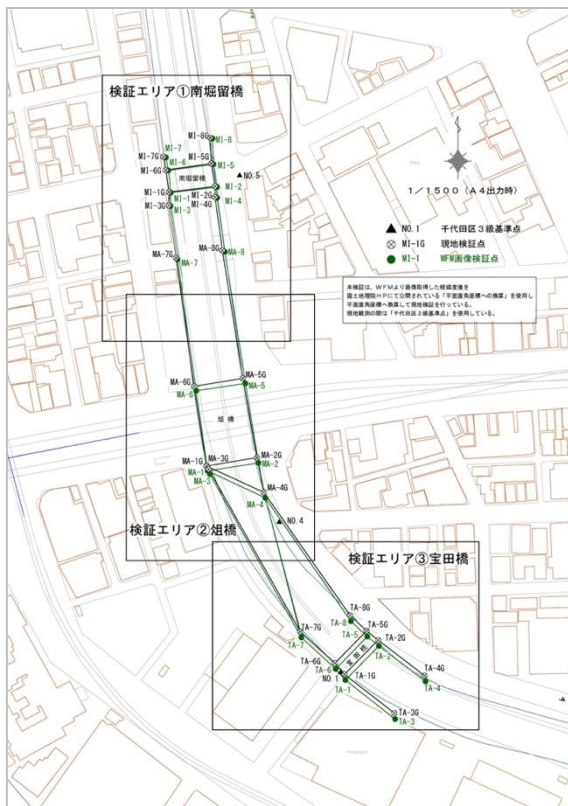 検証エリア①南堀留橋
MI-8G
MI-8
MI-7
MI-7G
MI-6
MI-5G
MI-6G
MI-5
南堀留橋
NO.5
MI-2
MI-1G
MI-1
MI-2G
MI-4
MI-3G
MI-3
MI-4G
1/1500(A4出力時)
NO.1 千代田区3級基準点
MI-1G 現地検証点
MI-1 WFM画像検証点
本検証は、WFMより画像取得した経緯度値を
国土地理院HPにて公開されている「平面直角座標への換算」を使用し
平面直角座標へ換算して現地検証を行っている。
現地観測の際は「千代田区3級基準点」を使用している。
MA-8G
MA-8
MA-7G
MA-7
MA-5G
MA-5
MA-6G
MA-6
俎橋
MA-3G
MA-2G
MA-1G
MA-2
MA-1
MA-3
MA-4G
MA-4
NO.4
検証エリア②俎橋
検証エリア③宝田橋
TA-8G
TA-8
TA-7G
TA-5G
TA-7
TA-5
TA-2G
宝田橋
TA-2
TA-6G
TA-6
TA-4G
NO.1
TA-1G
TA-4
TA-1
TA-3G
TA-3